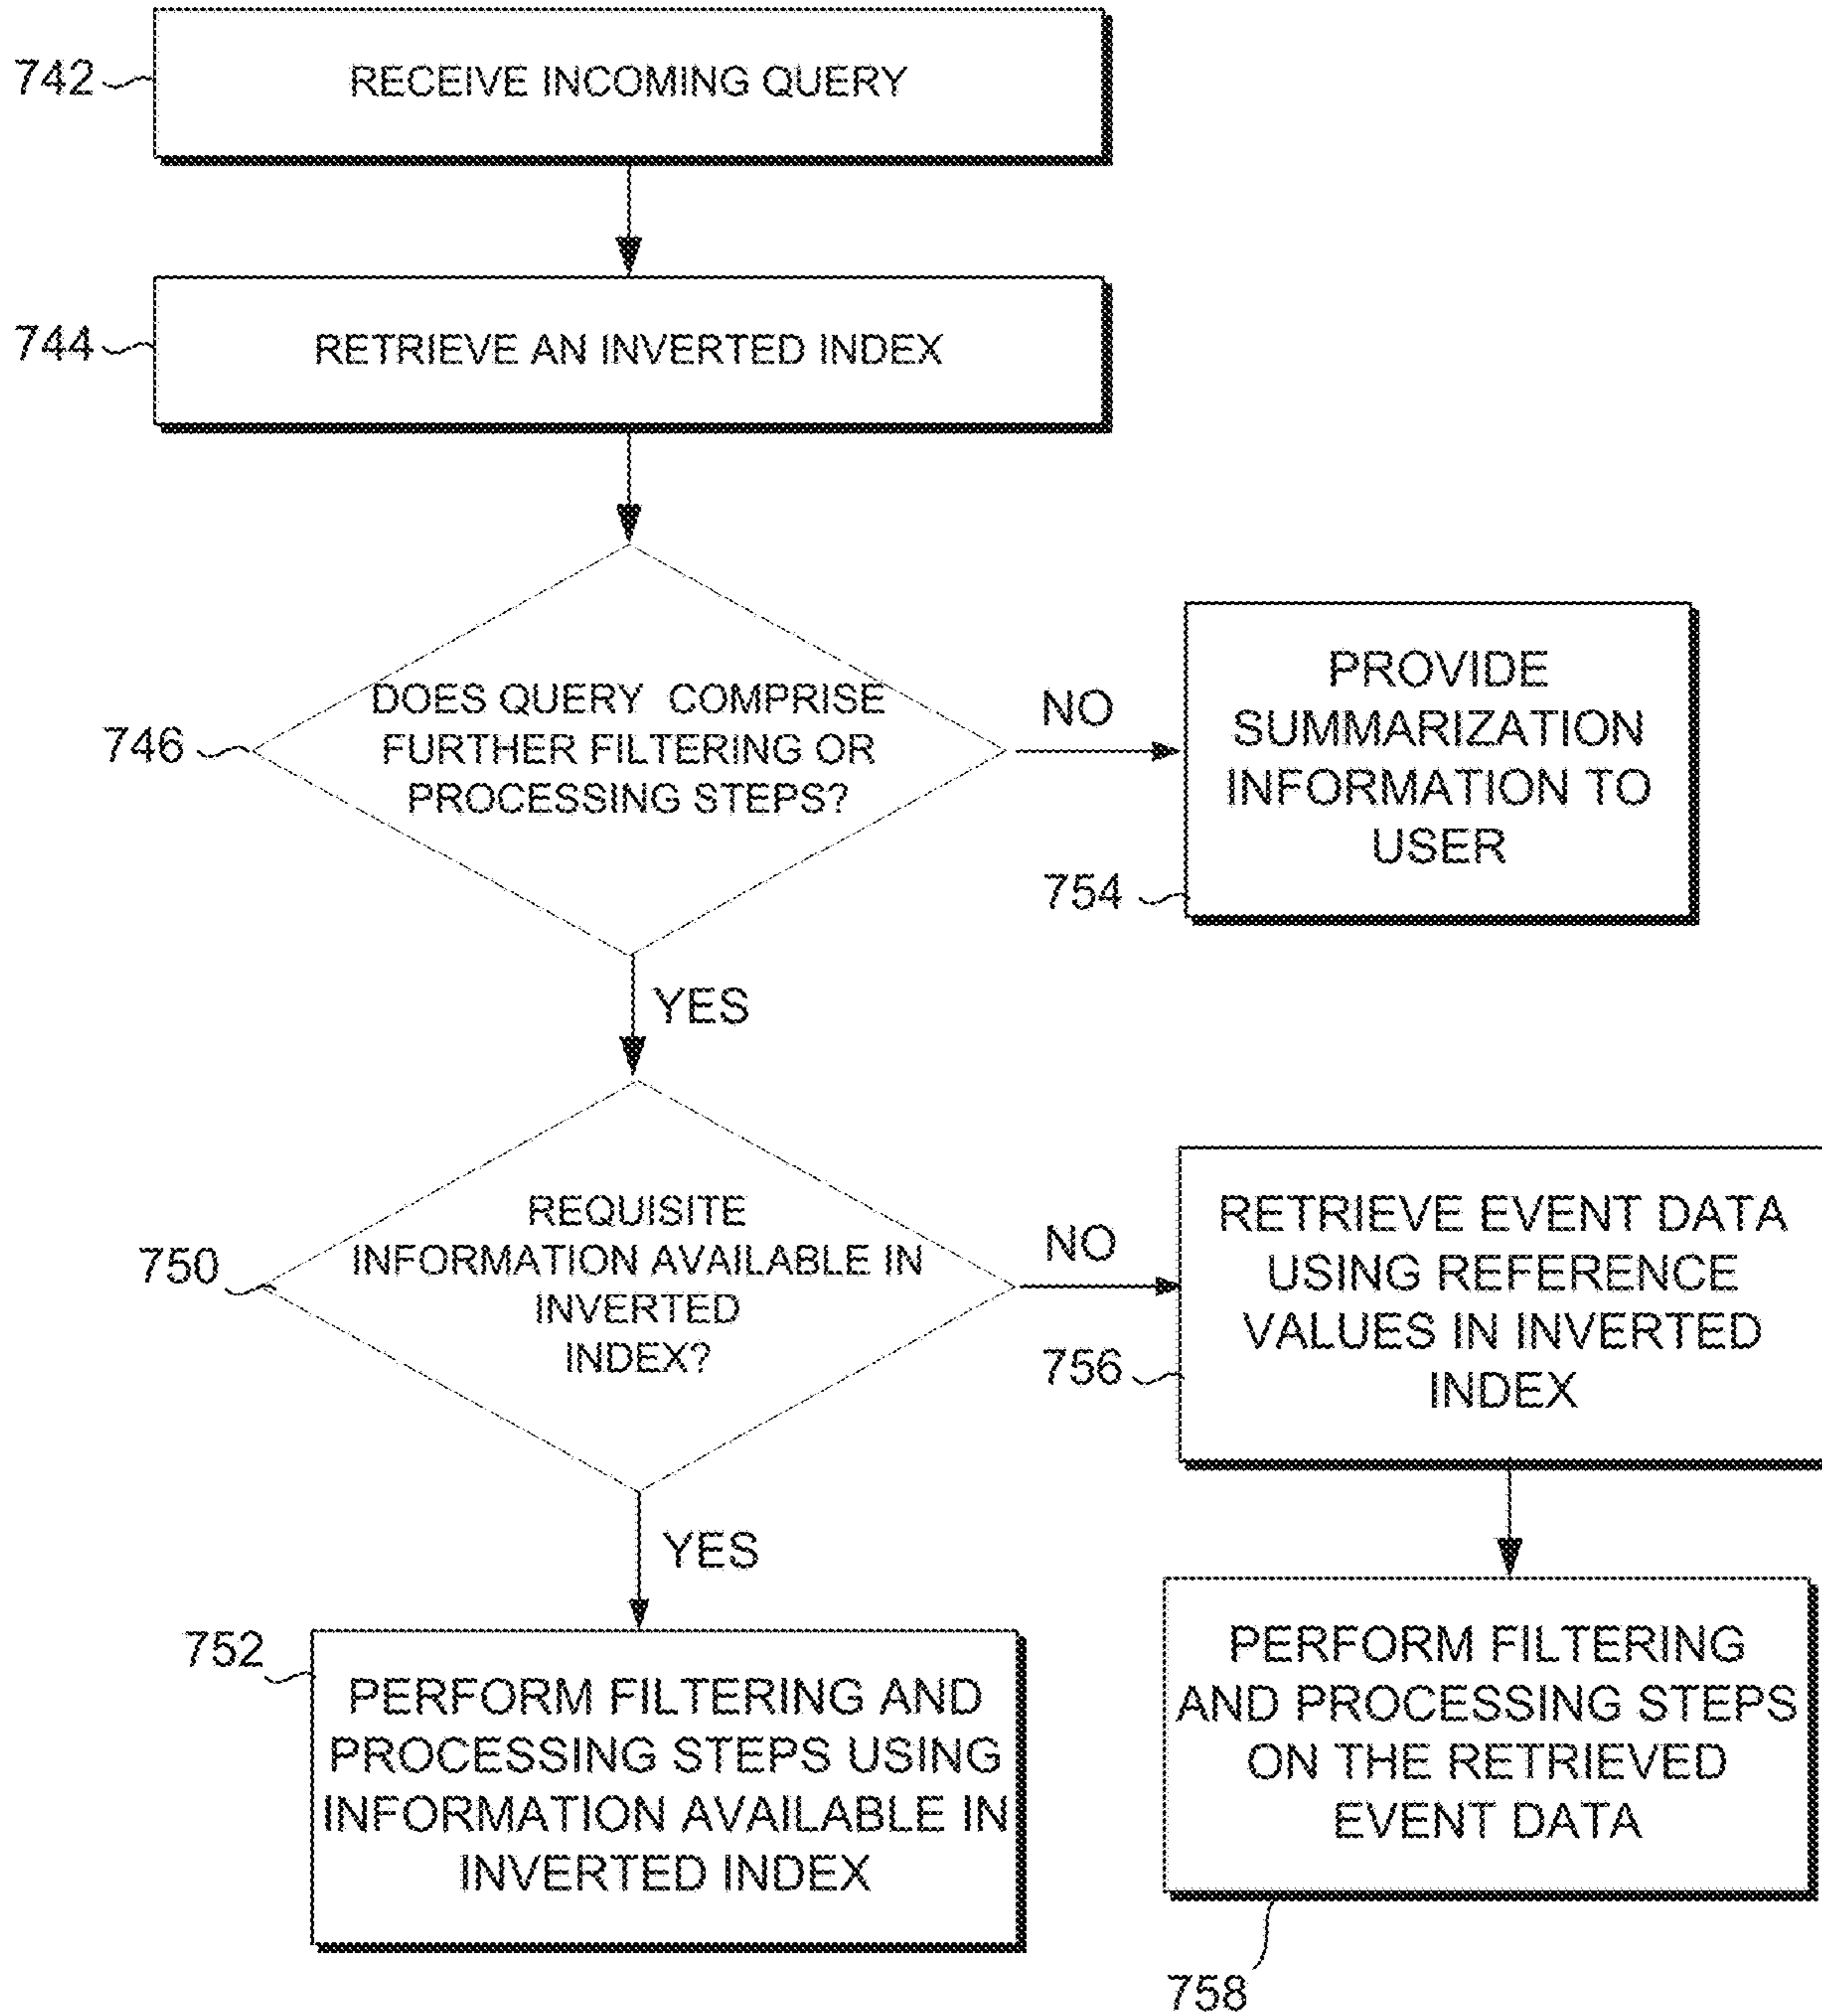 742
RECEIVE INCOMING QUERY
744
RETRIEVE AN INVERTED INDEX
746
DOES QUERY COMPRISE
FURTHER FILTERING OR
PROCESSING STEPS?
NO
PROVIDE
SUMMARIZATION
INFORMATION TO
USER
754
YES
750
REQUISITE
INFORMATION AVAILABLE IN
INVERTED
INDEX?
NO
RETRIEVE EVENT DATA
USING REFERENCE
VALUES IN INVERTED
INDEX
756
YES
752
PERFORM FILTERING AND
PROCESSING STEPS USING
INFORMATION AVAILABLE IN
INVERTED INDEX
PERFORM FILTERING
AND PROCESSING STEPS
ON THE RETRIEVED
EVENT DATA
758